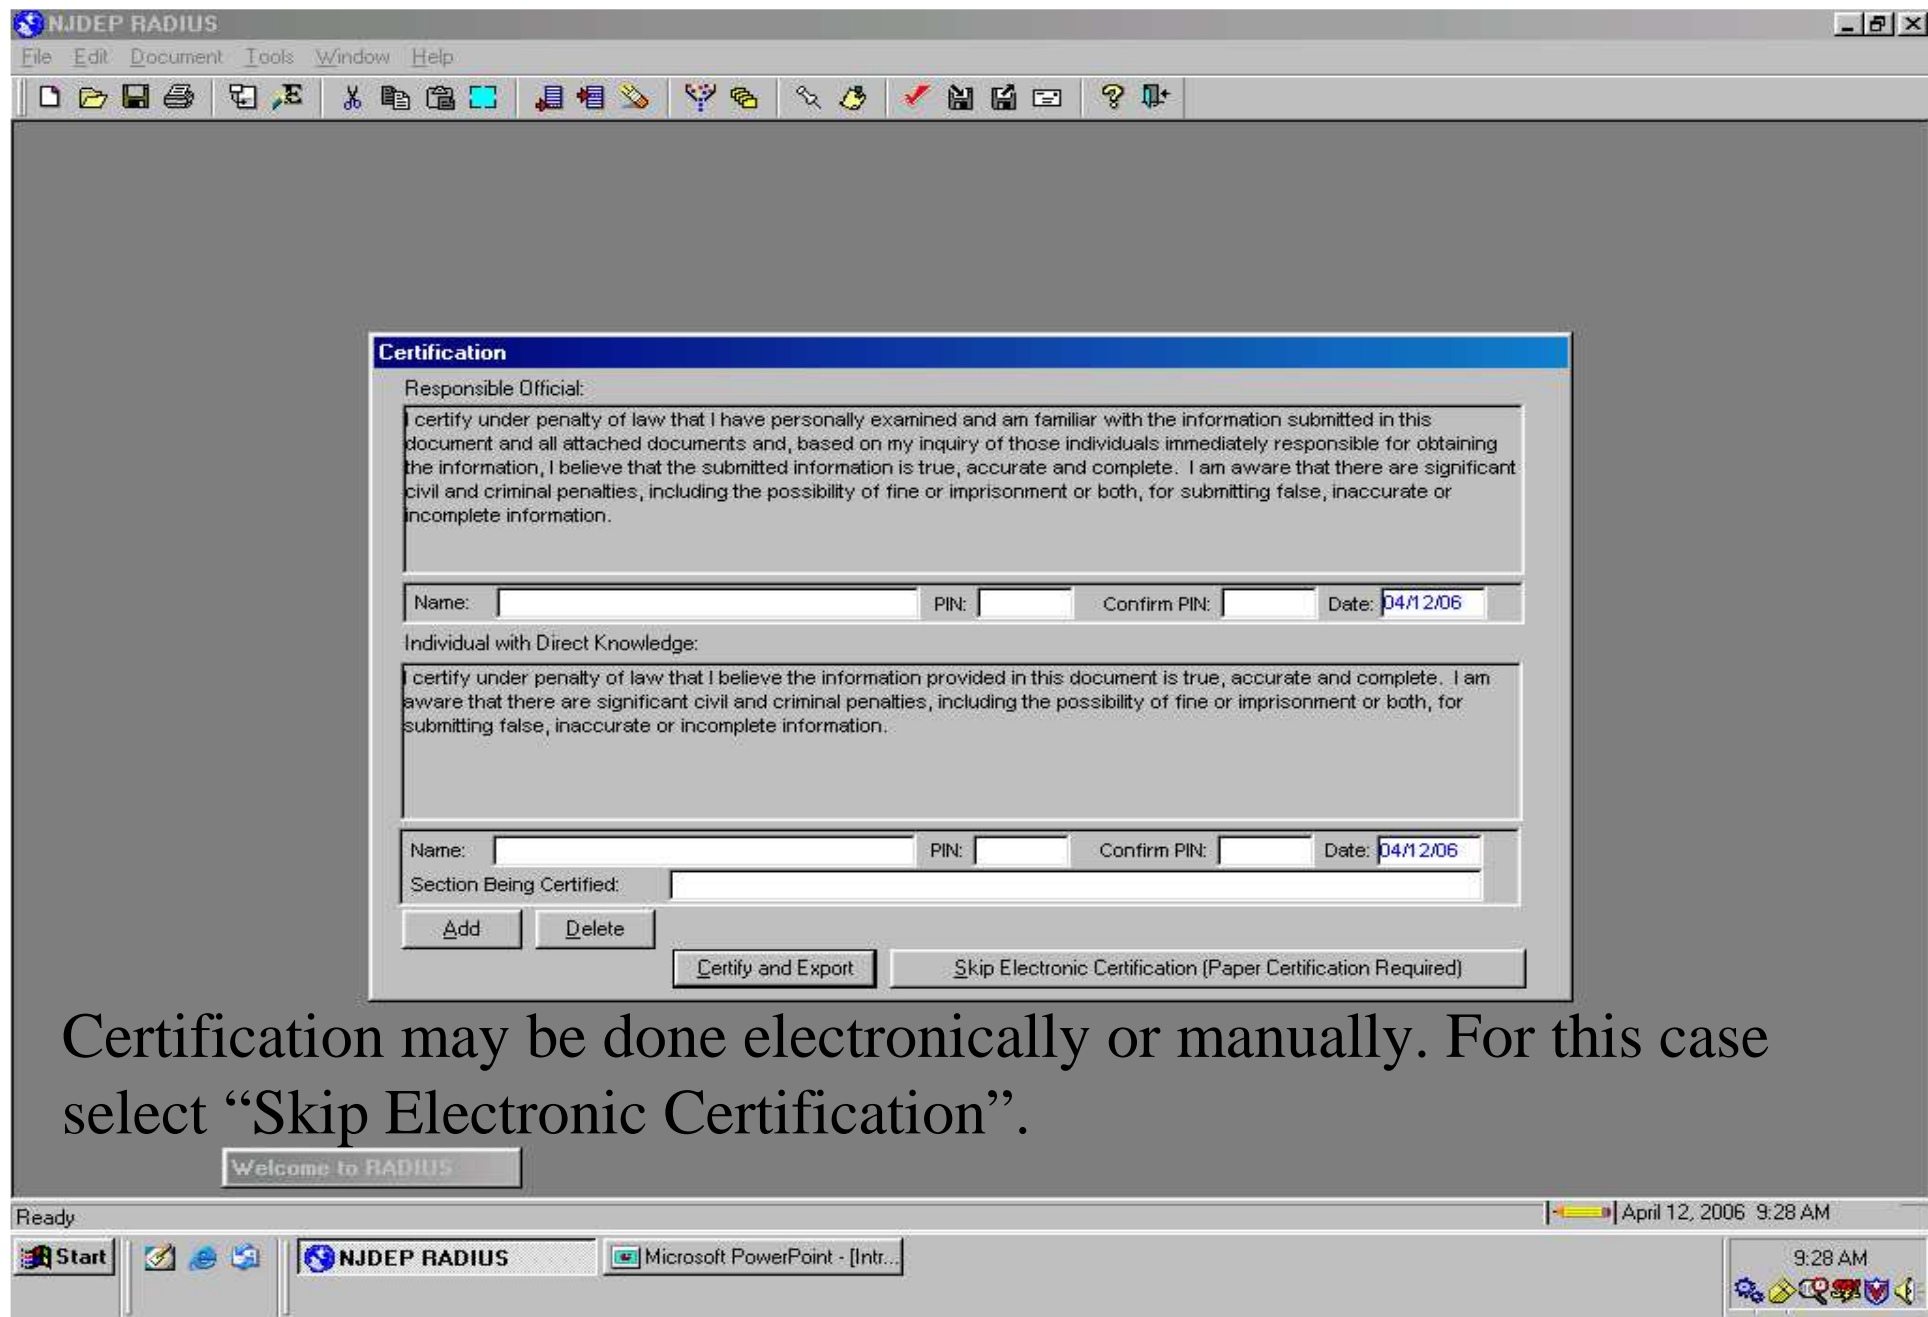 NJDEP RADIUS
File Edit Document Tools Window Help
Certification
Responsible Official:
I certify under penalty of law that I have personally examined and am familiar with the information submitted in this
document and all attached documents and, based on my inquiry of those individuals immediately responsible for obtaining
the information, I believe that the submitted information is true, accurate and complete. I am aware that there are significant
civil and criminal penalties, including the possibility of fine or imprisonment or both, for submitting false, inaccurate or
incomplete information.
Name: PIN: Confirm PIN: Date: 04/12/06
Individual with Direct Knowledge:
I certify under penalty of law that I believe the information provided in this document is true, accurate and complete. I am
aware that there are significant civil and criminal penalties, including the possibility of fine or imprisonment or both, for
submitting false, inaccurate or incomplete information.
Name: PIN: Confirm PIN: Date: 04/12/06
Section Being Certified:
Add Delete
Certify and Export Skip Electronic Certification (Paper Certification Required)
Certification may be done electronically or manually. For this case
select “Skip Electronic Certification”.
Welcome to RADIUS
Ready April 12, 2006 9:28 AM
Start NJDEP RADIUS Microsoft PowerPoint - [Intr... 9:28 AM